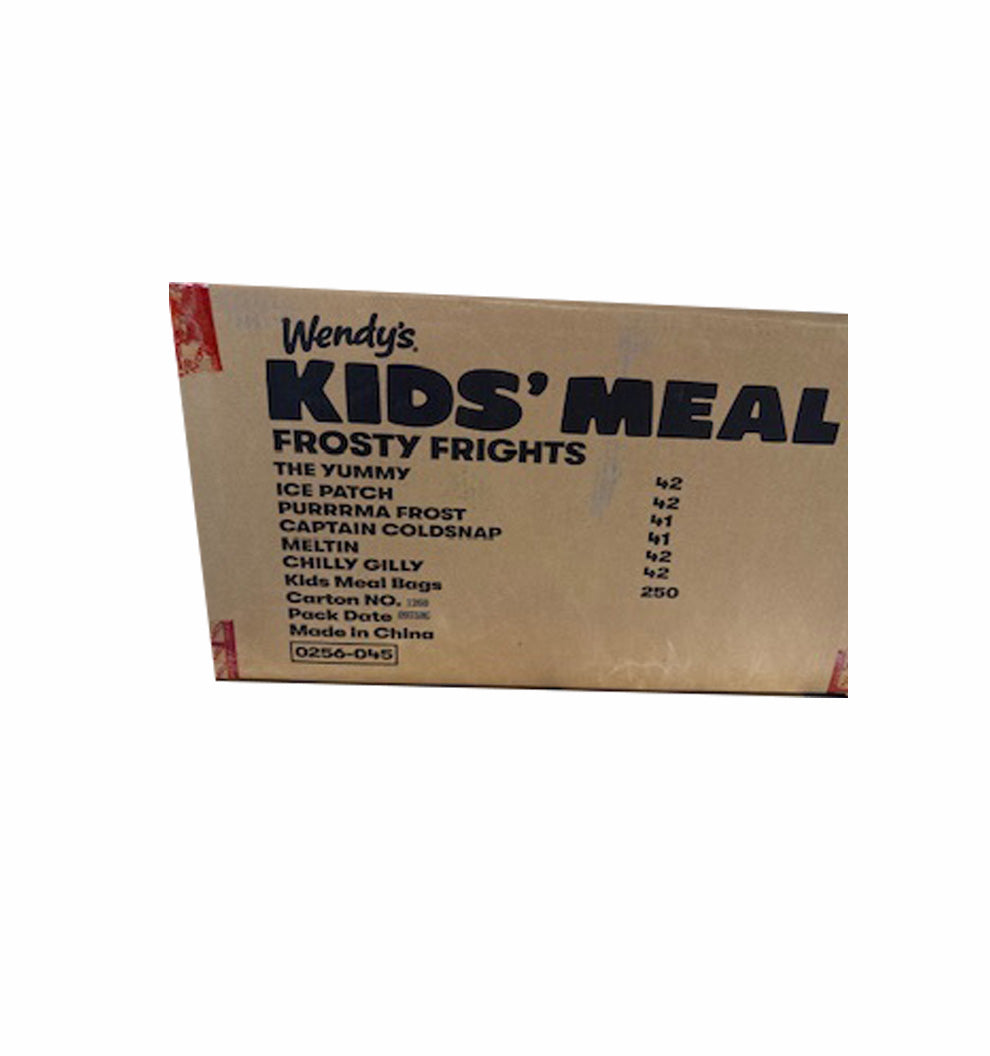 Wendy's.
KIDS' MEAL
FROSTY FRIGHTS
THE YUMMY 42
ICE PATCH 42
PURRRMA FROST 41
CAPTAIN COLDSNAP 41
MELTIN 42
CHILLY GILLY 42
Kids Meal Bags 250
Carton NO.
Pack Date
Made in China
0256-045